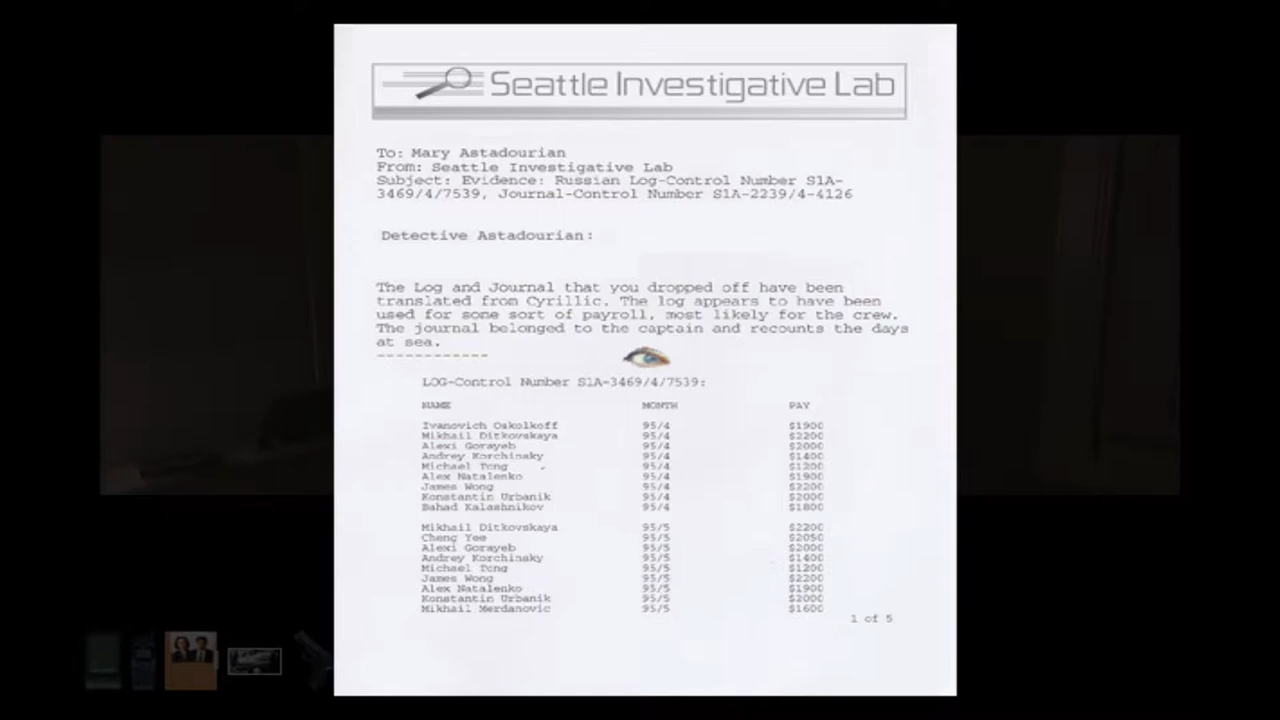 Seattle Investigative Lab
To: Mary Astadourian
From: Seattle Investigative Lab
Subject: Evidence: Russian Log-Control Number S1A-
3469/4/7539, Journal-Control Number S1A-2239/4-4126
Detective Astadourian:
The Log and Journal that you dropped off have been
translated from Cyrillic. The log appears to have been
used for some sort of payroll, most likely for the crew.
The journal belonged to the captain and recounts the days
at sea.
------------
LOG-Control Number S1A-3469/4/7539:
NAME MONTH PAY
Ivanovich Oskolkoff 95/4 $1900
Mikhail Ditkovskaya 95/4 $2200
Alexi Gorayeb 95/4 $2000
Andrey Korchinsky 95/4 $1400
Michael Tong 95/4 $1200
Alex Natalenko 95/4 $1900
James Wong 95/4 $2200
Konstantin Urbanik 95/4 $2000
Bahad Kalashnikov 95/4 $1800
Mikhail Ditkovskaya 95/5 $2200
Cheng Yee 95/5 $2050
Alexi Gorayeb 95/5 $2000
Andrey Korchinsky 95/5 $1400
Michael Tong 95/5 $1200
James Wong 95/5 $2200
Alex Natalenko 95/5 $1900
Konstantin Urbanik 95/5 $2000
Mikhail Merdanovic 95/5 $1600
1 of 5